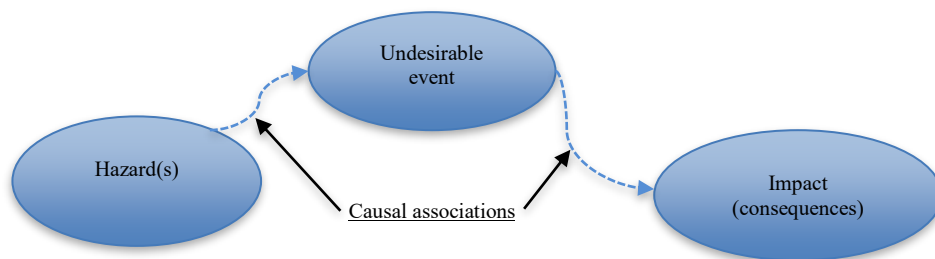 Undesirable
event
Hazard(s)
Causal associations
Impact
(consequences)